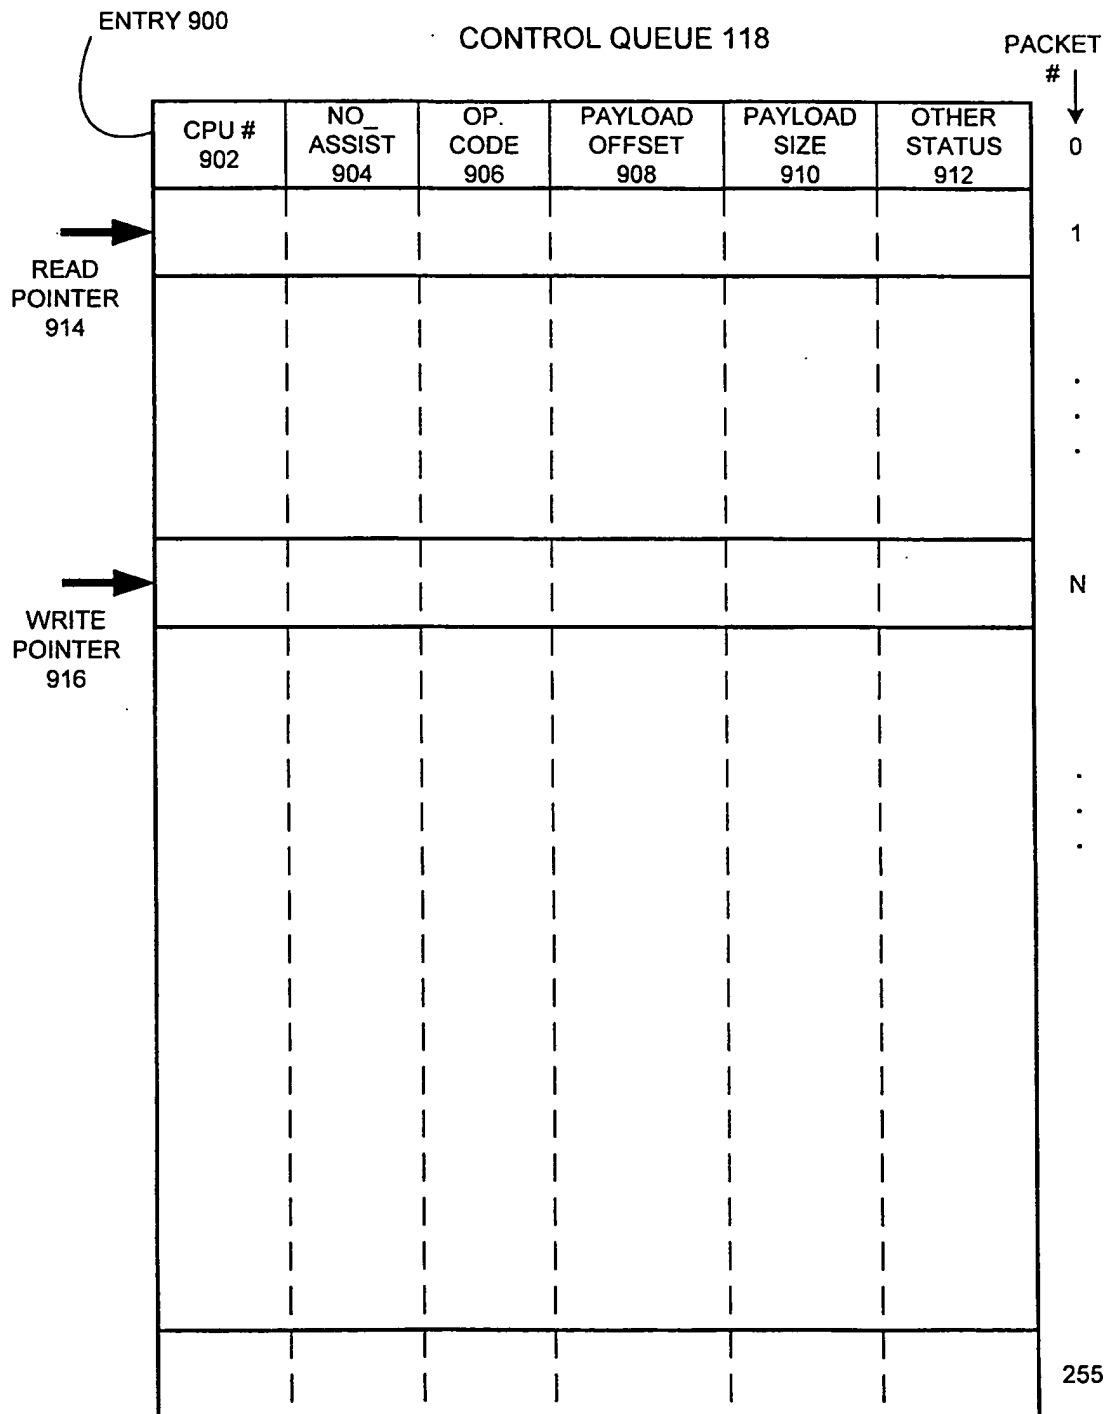 ENTRY 900
CONTROL QUEUE 118
PACKET
#
CPU #
902
NO_
ASSIST
904
OP.
CODE
906
PAYLOAD
OFFSET
908
PAYLOAD
SIZE
910
OTHER
STATUS
912
0
1
READ
POINTER
914
.
.
.
N
WRITE
POINTER
916
.
.
.
255